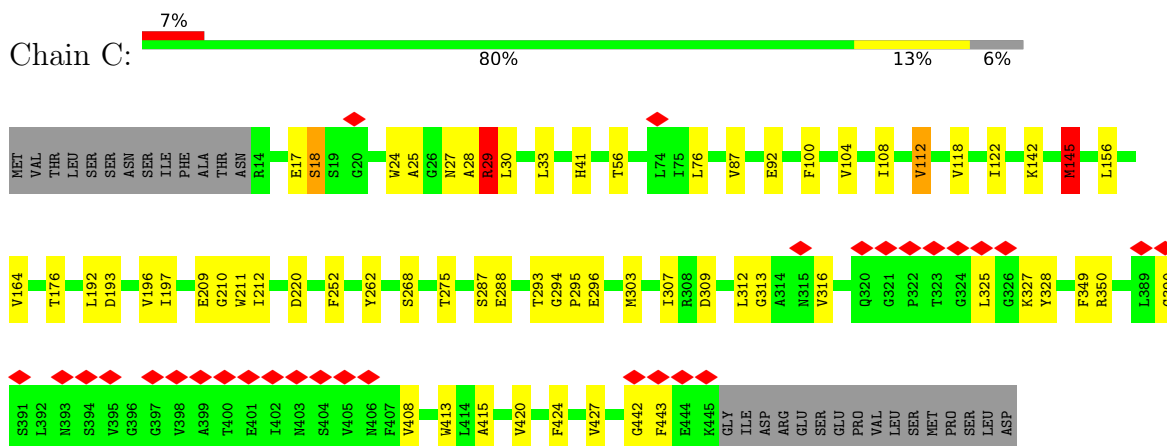 7%
Chain C:
80% 13% 6%
MET VAL THR LEU SER SER ASN SER ILE PHE ALA THR ASN R14 E17 S18 S19 G20 W24 A25 G26 N27 A28 R29 L30 L33 H41 T56 L74 I75 L76 V87 E92 F100 V104 I108 V112 V118 I122 K142 M145 L156
V164 T176 L192 D193 V196 I197 E209 G210 W211 T212 D220 F252 Y262 S268 T275 S287 E288 T293 G294 P295 E296 M303 I307 R308 D309 L312 G313 A314 N315 V316 Q320 G321 P322 T323 G324 L325 G326 K327 Y328 F349 R350 L389
S391 L392 N393 S394 V395 G396 G397 V398 A399 T400 E401 I402 N403 S404 V405 N406 F407 V408 W413 L414 A415 V420 F424 V427 G442 F443 E444 K445 GLY ILE ASP ARG GLU SER GLU PRO VAL LEU SER MET PRO SER LEU ASP